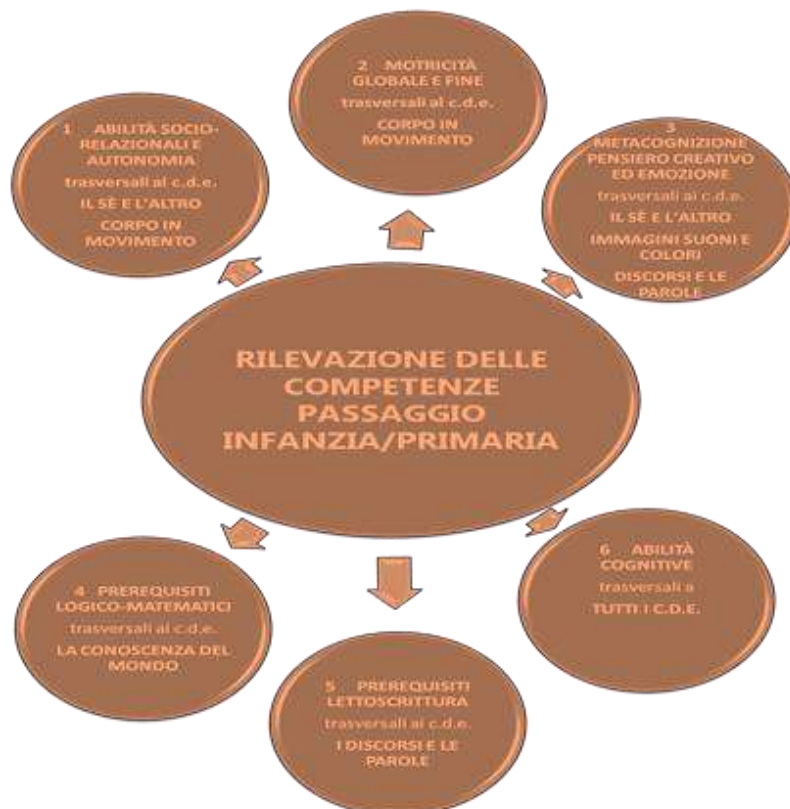 2 MOTRICITÀ
GLOBALE E FINE
trasversali al c.d.e.
CORPO IN
MOVIMENTO
1 ABILITÀ SOCIO-
RELAZIONALI E
AUTONOMIA
trasversali ai c.d.e.
IL SÈ E L'ALTRO
CORPO IN
MOVIMENTO
3
METACOGNIZIONE
PENSIERO CREATIVO
ED EMOZIONE
trasversali ai c.d.e.
IL SÈ E L'ALTRO
IMMAGINI SUONI E
COLORI
DISCORSI E LE
PAROLE
RILEVAZIONE DELLE
COMPETENZE
PASSAGGIO
INFANZIA/PRIMARIA
4 PREREQUISITI
LOGICO-MATEMATICI
trasversali al c.d.e.
LA CONOSCENZA DEL
MONDO
5 PREREQUISITI
LETTOSCRITTURA
trasversali ai c.d.e.
I DISCORSI E LE
PAROLE
6 ABILITÀ
COGNITIVE
trasversali a
TUTTI I C.D.E.